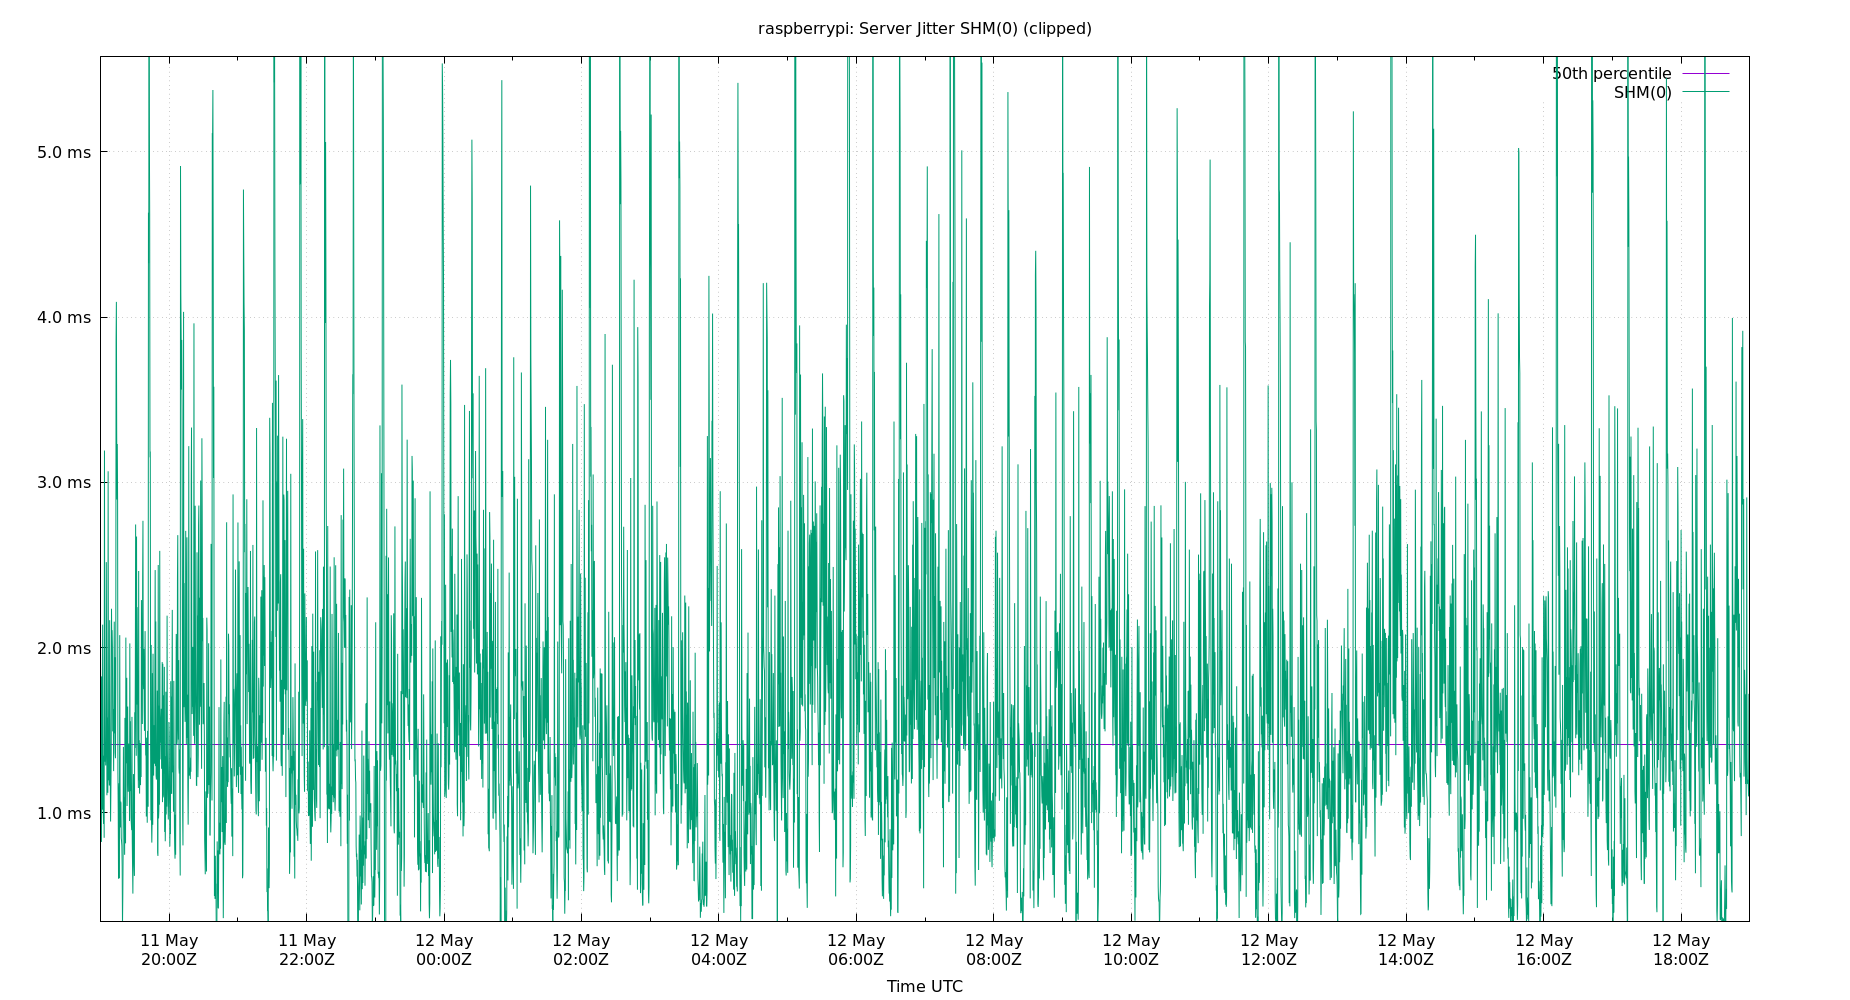 raspberrypi: Server Jitter SHM(0) (clipped)
50th percentile
SHM(0)
5.0 ms
4.0 ms
3.0 ms
2.0 ms
1.0 ms
11 May 11 May 12 May 12 May 12 May 12 May 12 May 12 May 12 May 12 May 12 May 12 May
20:00Z 22:00Z 00:00Z 02:00Z 04:00Z 06:00Z 08:00Z 10:00Z 12:00Z 14:00Z 16:00Z 18:00Z
Time UTC